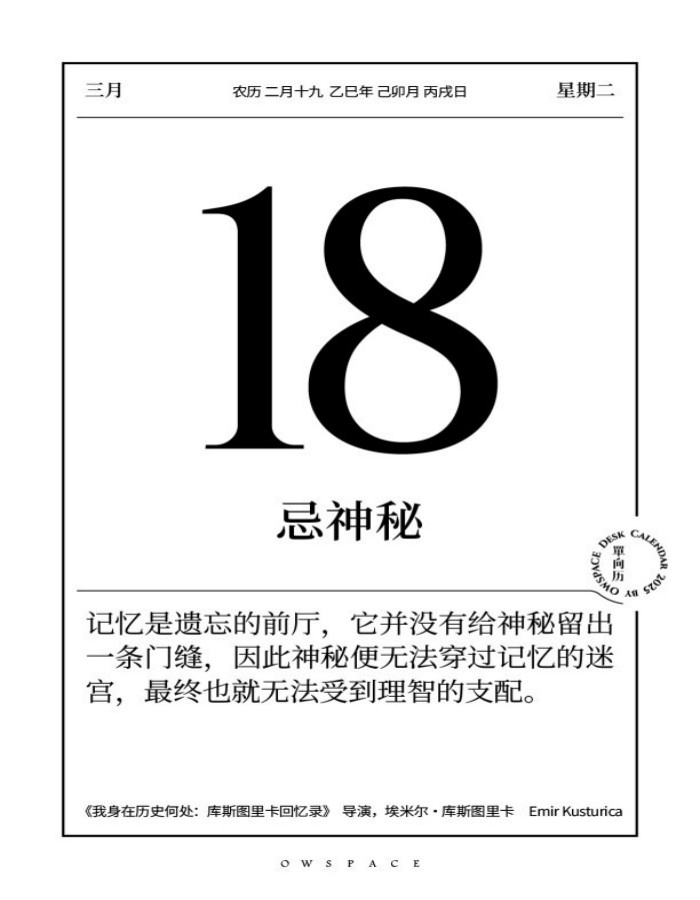 三月
农历 二月十九 乙巳年 己卯月 丙戌日
星期二
18
忌神秘
OWSPACE DESK CALENDAR 2025 BY
單向历
记忆是遗忘的前厅，它并没有给神秘留出
一条门缝，因此神秘便无法穿过记忆的迷
宫，最终也就无法受到理智的支配。
《我身在历史何处：库斯图里卡回忆录》 导演，埃米尔·库斯图里卡 Emir Kusturica
OWSPACE